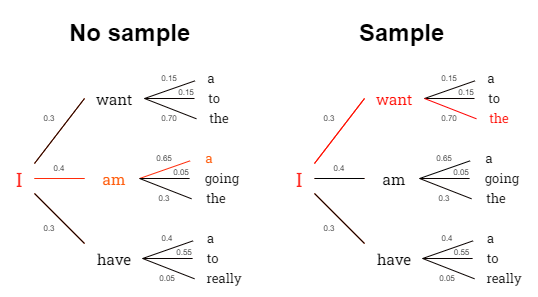 No sample
Sample
0.15
a
0.15
to
0.70
the
want
0.3
0.65
a
0.05
going
0.3
the
I
0.4
am
0.3
0.4
a
0.55
to
0.05
really
have
0.15
a
0.15
to
0.70
the
want
0.3
0.65
a
0.05
going
0.3
the
I
0.4
am
0.3
0.4
a
0.55
to
0.05
really
have